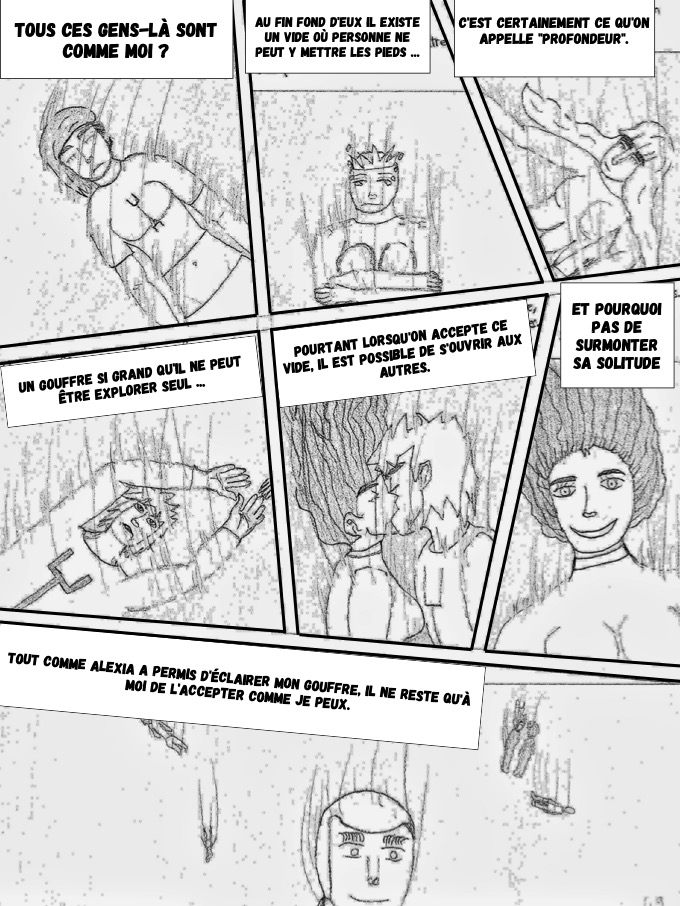 TOUS CES GENS-LÀ SONT
COMME MOI ?
AU FIN FOND D'EUX IL EXISTE
UN VIDE OÙ PERSONNE NE
PEUT Y METTRE LES PIEDS ...
C'EST CERTAINEMENT CE QU'ON
APPELLE "PROFONDEUR".
UN GOUFFRE SI GRAND QU'IL NE PEUT
ÊTRE EXPLORER SEUL ...
POURTANT LORSQU'ON ACCEPTE CE
VIDE, IL EST POSSIBLE DE S'OUVRIR AUX
AUTRES.
ET POURQUOI
PAS DE
SURMONTER
SA SOLITUDE
TOUT COMME ALEXIA A PERMIS D'ÉCLAIRER MON GOUFFRE, IL NE RESTE QU'À
MOI DE L'ACCEPTER COMME JE PEUX.